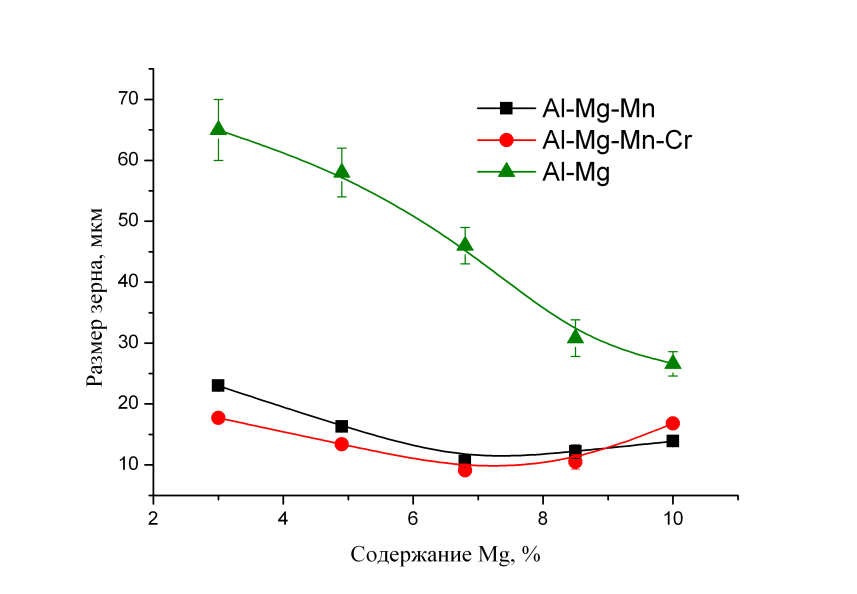 70
60
50
40
30
20
10
2
4
6
8
10
Размер зерна, мкм
Содержание Mg, %
Al-Mg-Mn
Al-Mg-Mn-Cr
Al-Mg